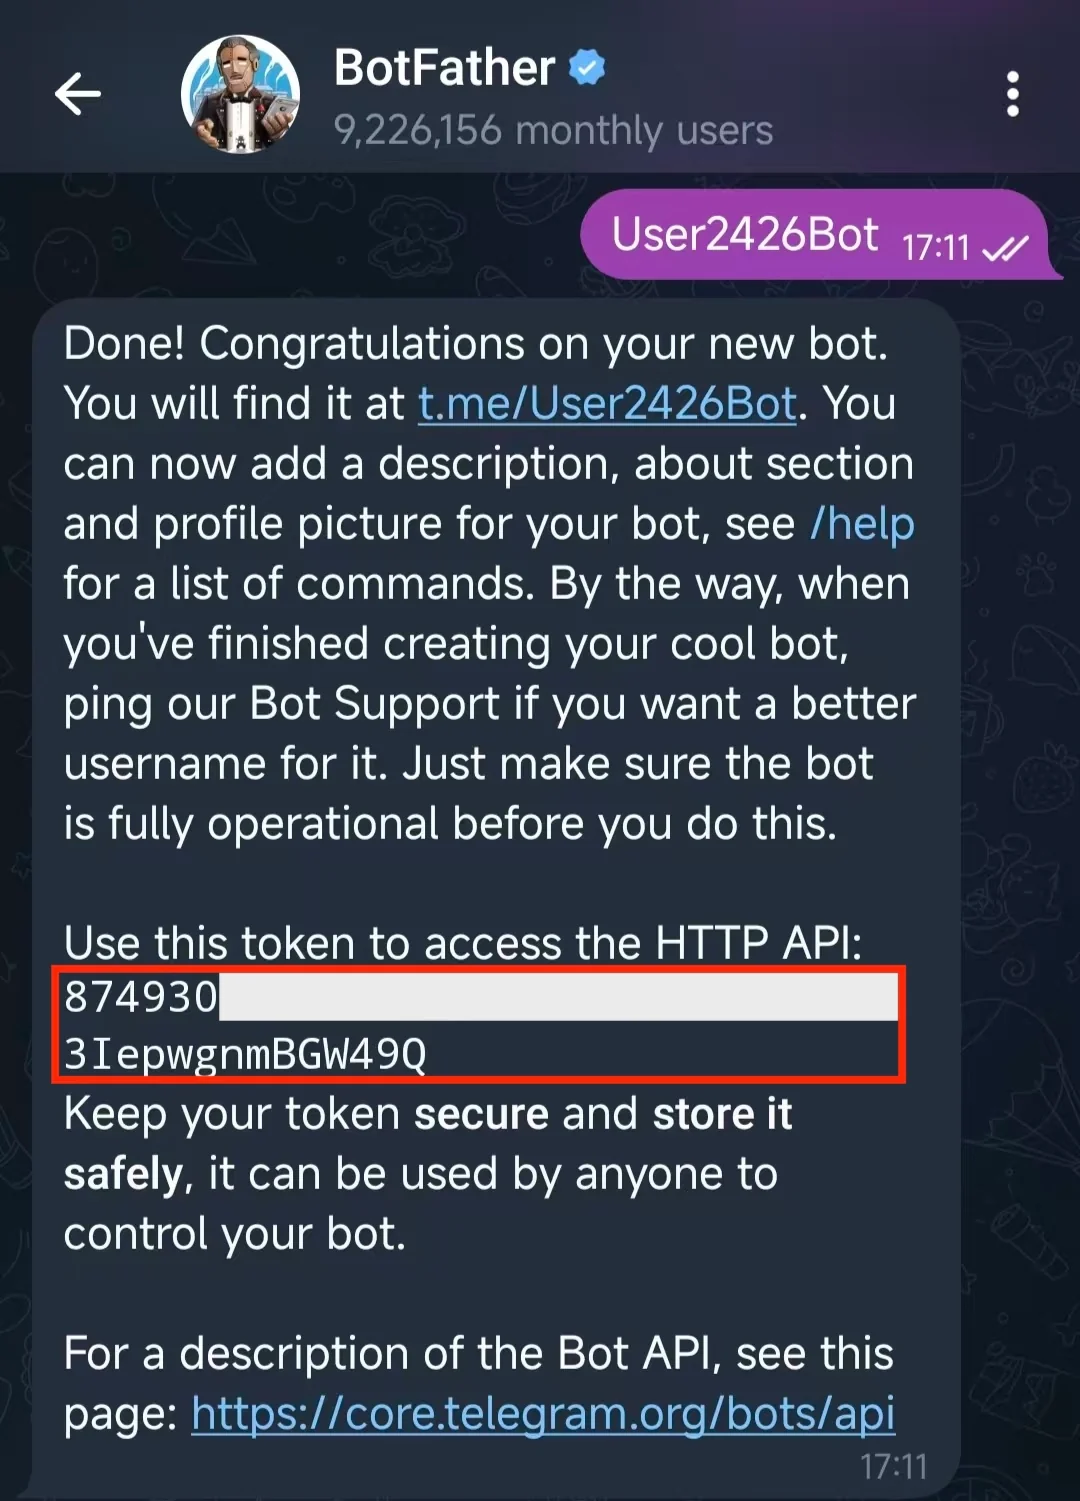 BotFather
9,226,156 monthly users
User2426Bot 17:11
Done! Congratulations on your new bot.
You will find it at t.me/User2426Bot. You
can now add a description, about section
and profile picture for your bot, see /help
for a list of commands. By the way, when
you've finished creating your cool bot,
ping our Bot Support if you want a better
username for it. Just make sure the bot
is fully operational before you do this.
Use this token to access the HTTP API:
874930
3IepwgnmBGW49Q
Keep your token secure and store it
safely, it can be used by anyone to
control your bot.
For a description of the Bot API, see this
page: https://core.telegram.org/bots/api
17:11